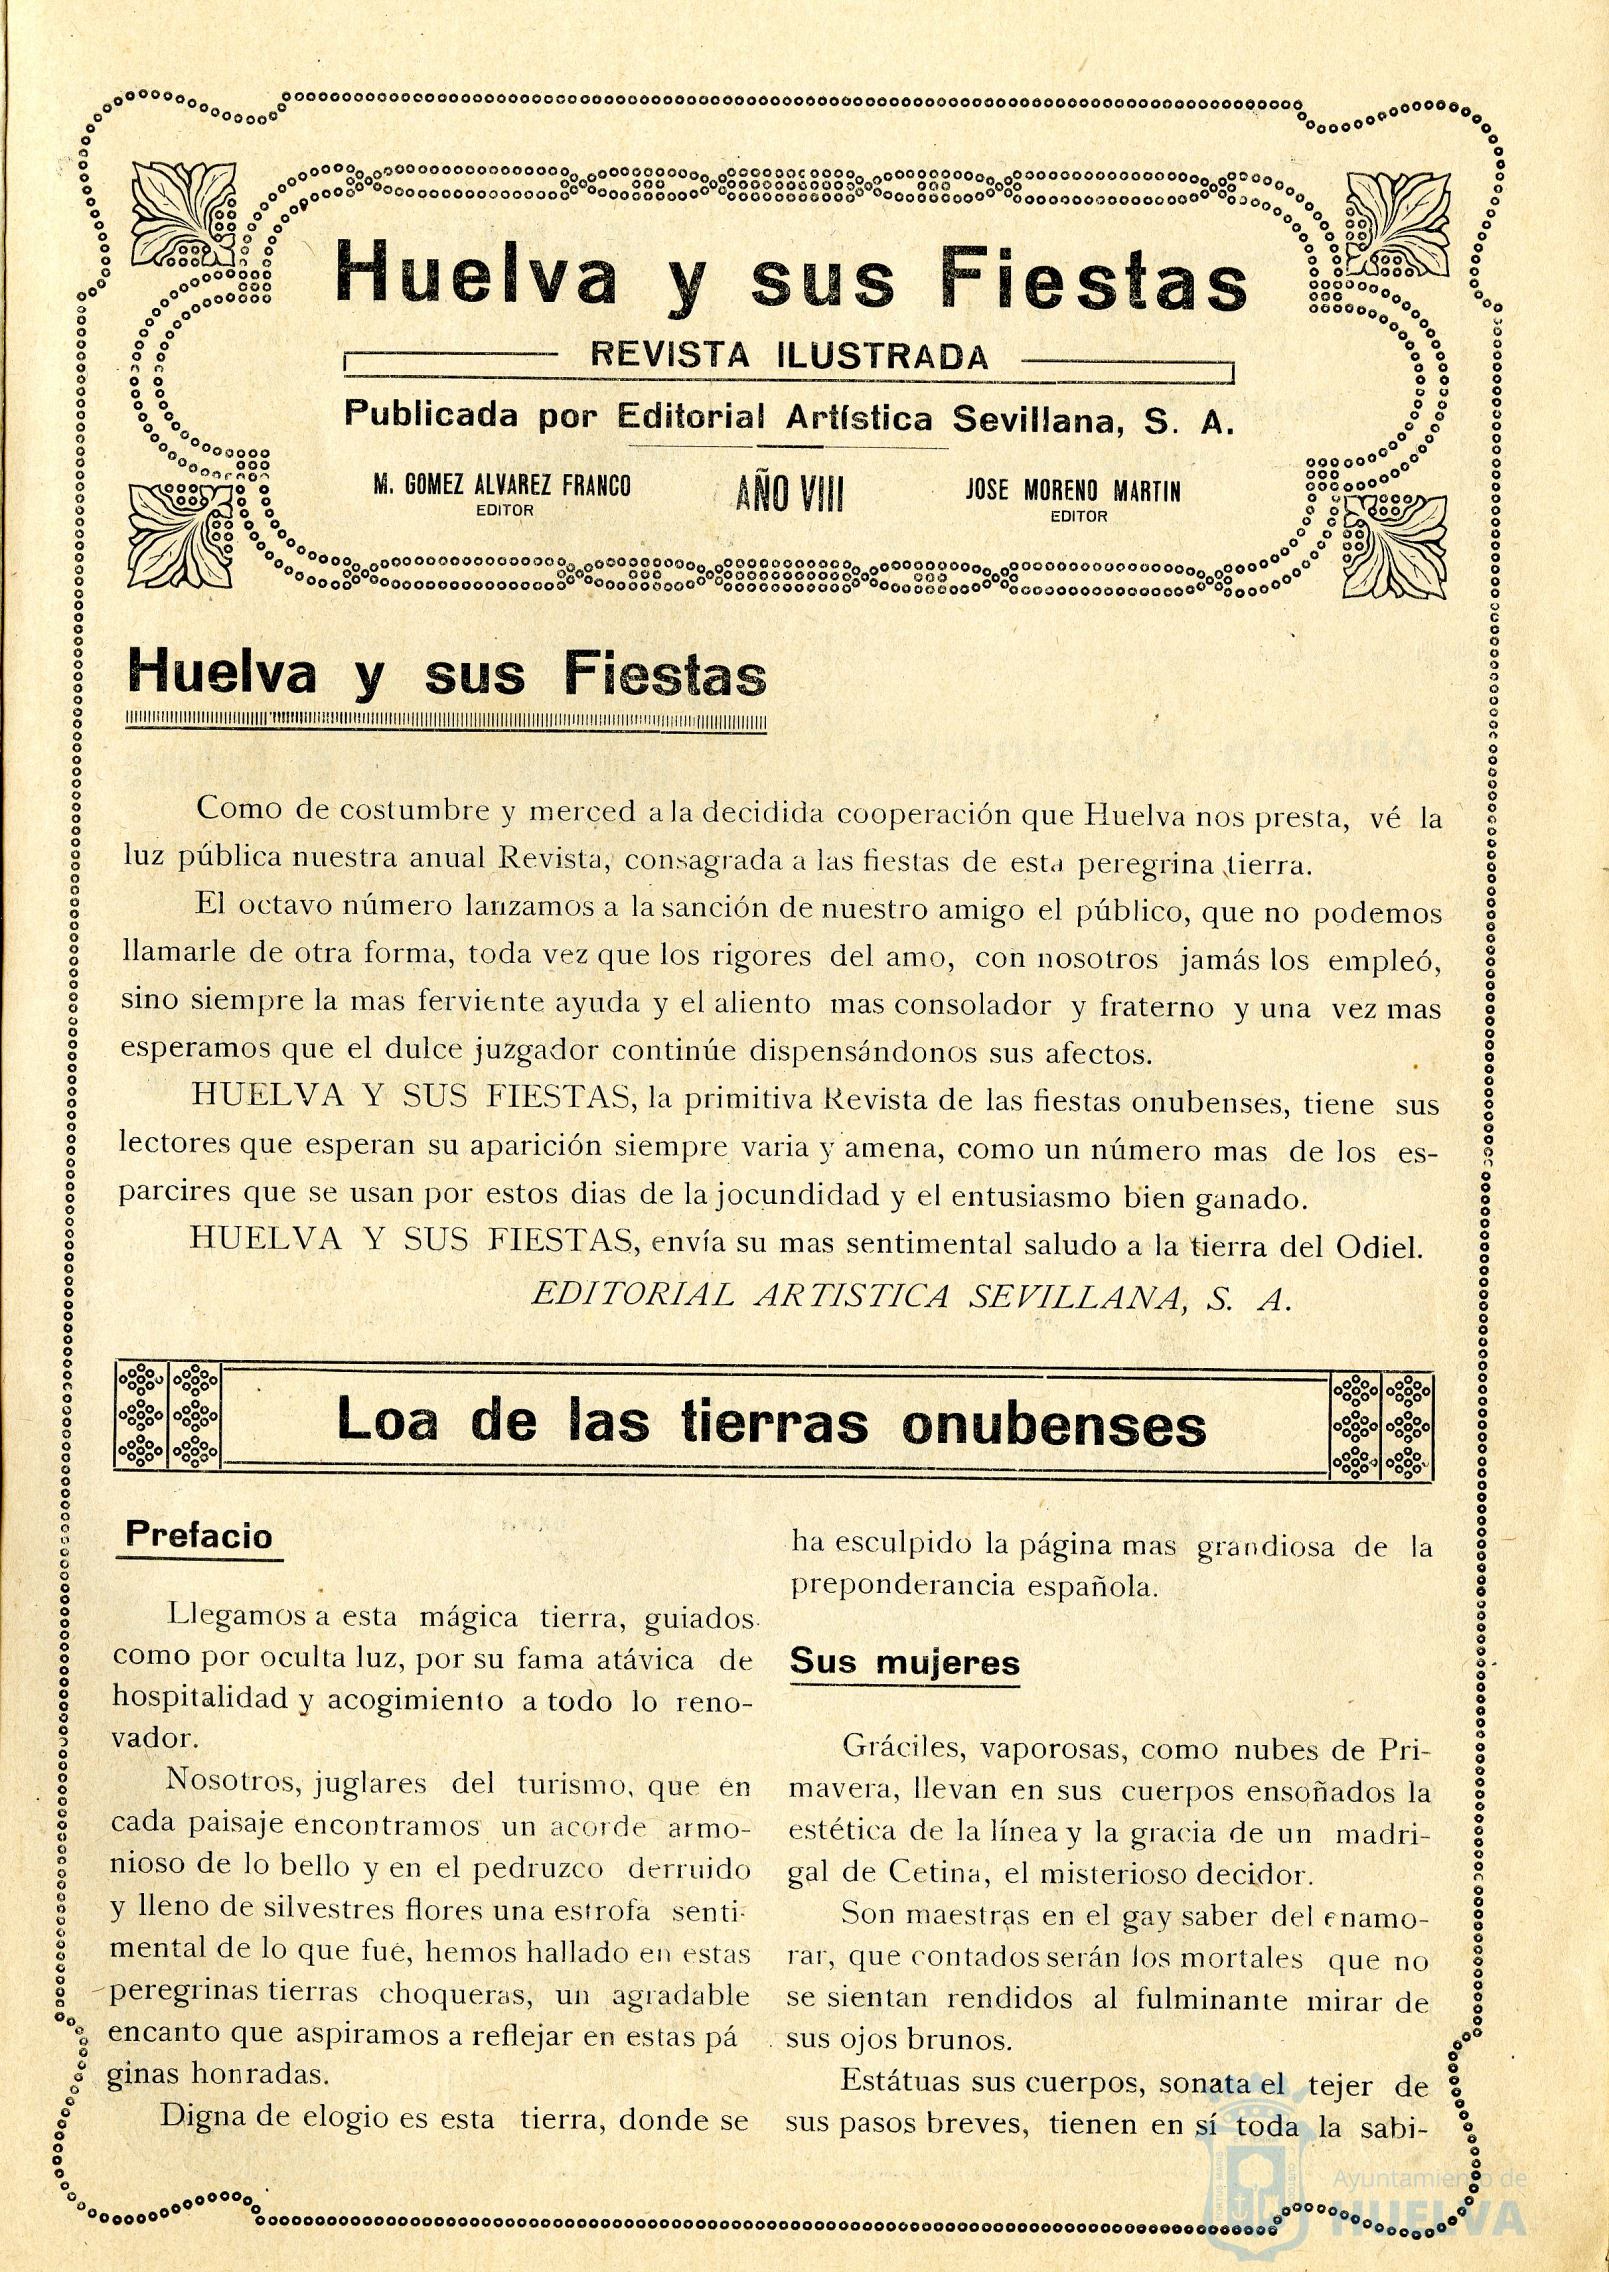 Huelva y sus Fiestas
REVISTA ILUSTRADA
Publicada por Editorial Artística Sevillana, S. A.
M. GOMEZ ALVAREZ FRANCO
EDITOR
AÑO VIII
JOSE MORENO MARTIN
EDITOR
Huelva y sus Fiestas
Como de costumbre y merced a la decidida cooperación que Huelva nos presta, vé la
luz pública nuestra anual Revista, consagrada a las fiestas de esta peregrina tierra.
El octavo número lanzamos a la sanción de nuestro amigo el público, que no podemos
llamarle de otra forma, toda vez que los rigores del amo, con nosotros jamás los empleó,
sino siempre la mas ferviente ayuda y el aliento mas consolador y fraterno y una vez mas
esperamos que el dulce juzgador continúe dispensándonos sus afectos.
HUELVA Y SUS FIESTAS, la primitiva Revista de las fiestas onubenses, tiene sus
lectores que esperan su aparición siempre varia y amena, como un número mas de los es-
parcires que se usan por estos dias de la jocundidad y el entusiasmo bien ganado.
HUELVA Y SUS FIESTAS, envía su mas sentimental saludo a la tierra del Odiel.
EDITORIAL ARTISTICA SEVILLANA, S. A.
Loa de las tierras onubenses
Prefacio
Llegamos a esta mágica tierra, guiados
como por oculta luz, por su fama atávica de
hospitalidad y acogimiento a todo lo reno-
vador.
Nosotros, juglares del turismo, que en
cada paisaje encontramos un acorde armo-
nioso de lo bello y en el pedruzco derruido
y lleno de silvestres flores una estrofa senti-
mental de lo que fué, hemos hallado en estas
peregrinas tierras choqueras, un agradable
encanto que aspiramos a reflejar en estas pá
ginas honradas.
Digna de elogio es esta tierra, donde se
ha esculpido la página mas grandiosa de la
preponderancia española.
Sus mujeres
Gráciles, vaporosas, como nubes de Pri-
mavera, llevan en sus cuerpos ensoñados la
estética de la línea y la gracia de un madri-
gal de Cetina, el misterioso decidor.
Son maestras en el gay saber del enamo-
rar, que contados serán los mortales que no
se sientan rendidos al fulminante mirar de
sus ojos brunos.
Estátuas sus cuerpos, sonata el tejer de
sus pasos breves, tienen en sí toda la sabi-
Ayuntamiento de
HUELVA